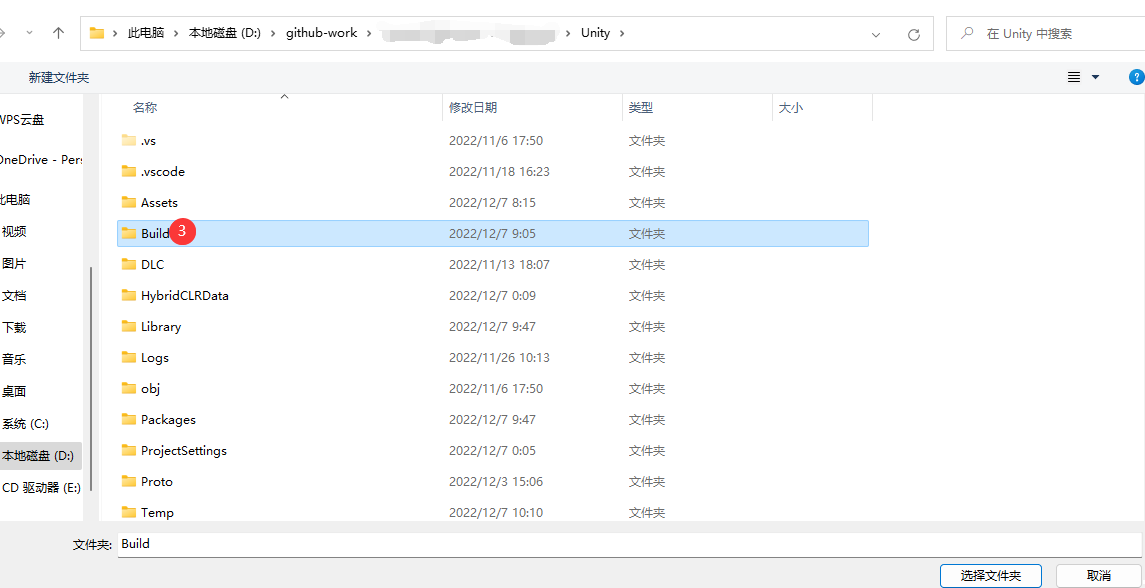 此电脑 › 本地磁盘 (D:) › github-work › › Unity ›
在 Unity 中搜索
新建文件夹
名称 修改日期 类型 大小
WPS云盘
OneDrive - Pers
此电脑
视频
图片
文档
下载
音乐
桌面
系统 (C:)
本地磁盘 (D:)
CD 驱动器 (E:)
.vs 2022/11/6 17:50 文件夹
.vscode 2022/11/18 16:23 文件夹
Assets 2022/12/7 8:15 文件夹
Build 3 2022/12/7 9:05 文件夹
DLC 2022/11/13 18:07 文件夹
HybridCLRData 2022/12/7 0:09 文件夹
Library 2022/12/7 9:47 文件夹
Logs 2022/11/26 10:13 文件夹
obj 2022/11/6 17:50 文件夹
Packages 2022/12/7 9:47 文件夹
ProjectSettings 2022/12/7 0:05 文件夹
Proto 2022/12/3 15:06 文件夹
Temp 2022/12/7 10:10 文件夹
文件夹: Build
选择文件夹 取消